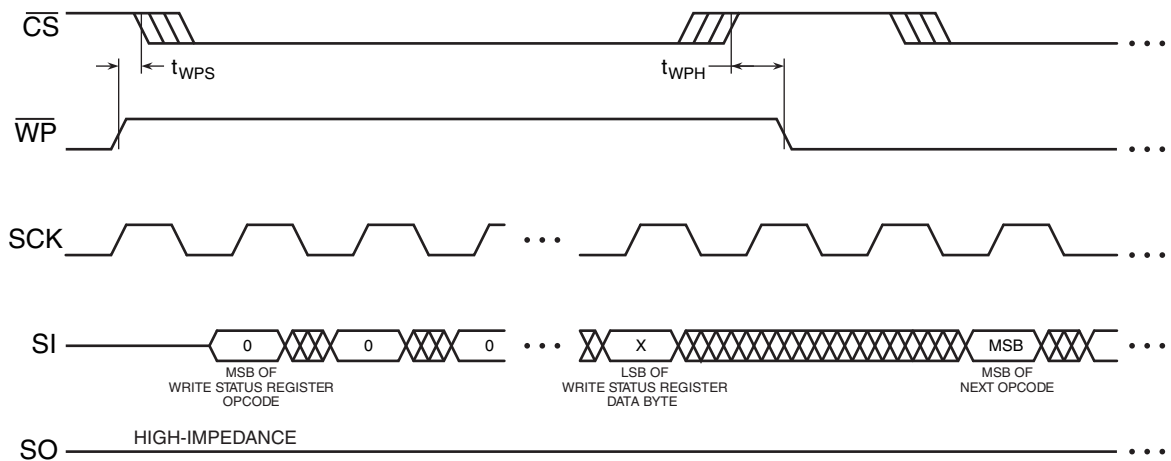 CS
tWPS
tWPH
WP
SCK
SI
0
0
0
X
MSB
MSB OF
WRITE STATUS REGISTER
OPCODE
LSB OF
WRITE STATUS REGISTER
DATA BYTE
MSB OF
NEXT OPCODE
HIGH-IMPEDANCE
SO